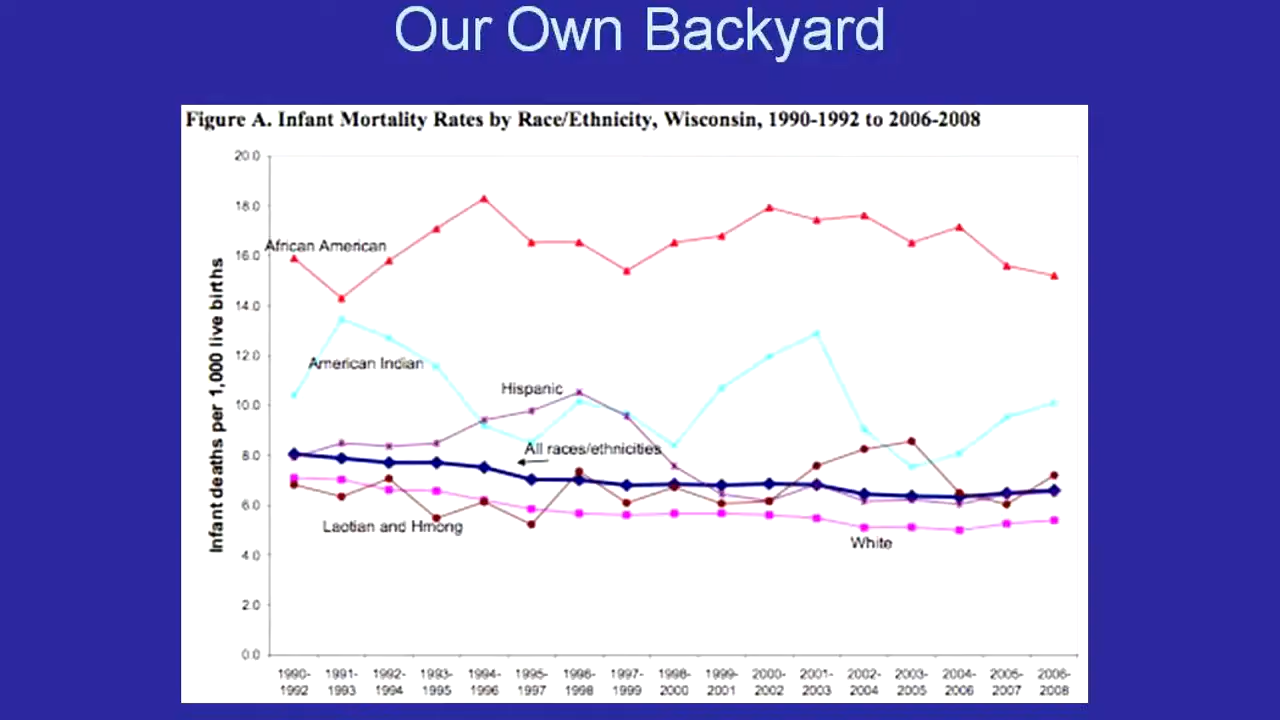 Our Own Backyard
Figure A. Infant Mortality Rates by Race/Ethnicity, Wisconsin, 1990-1992 to 2006-2008
Infant deaths per 1,000 live births
20.0
18.0
16.0
14.0
12.0
10.0
8.0
6.0
4.0
2.0
0.0
African American
American Indian
Hispanic
All races/ethnicities
Laotian and Hmong
White
1990- 1991- 1992- 1993- 1994- 1995- 1996- 1997- 1998- 1999- 2000- 2001- 2002- 2003- 2004- 2005- 2006-
1992 1993 1994 1995 1996 1997 1998 1999 2000 2001 2002 2003 2004 2005 2006 2007 2008